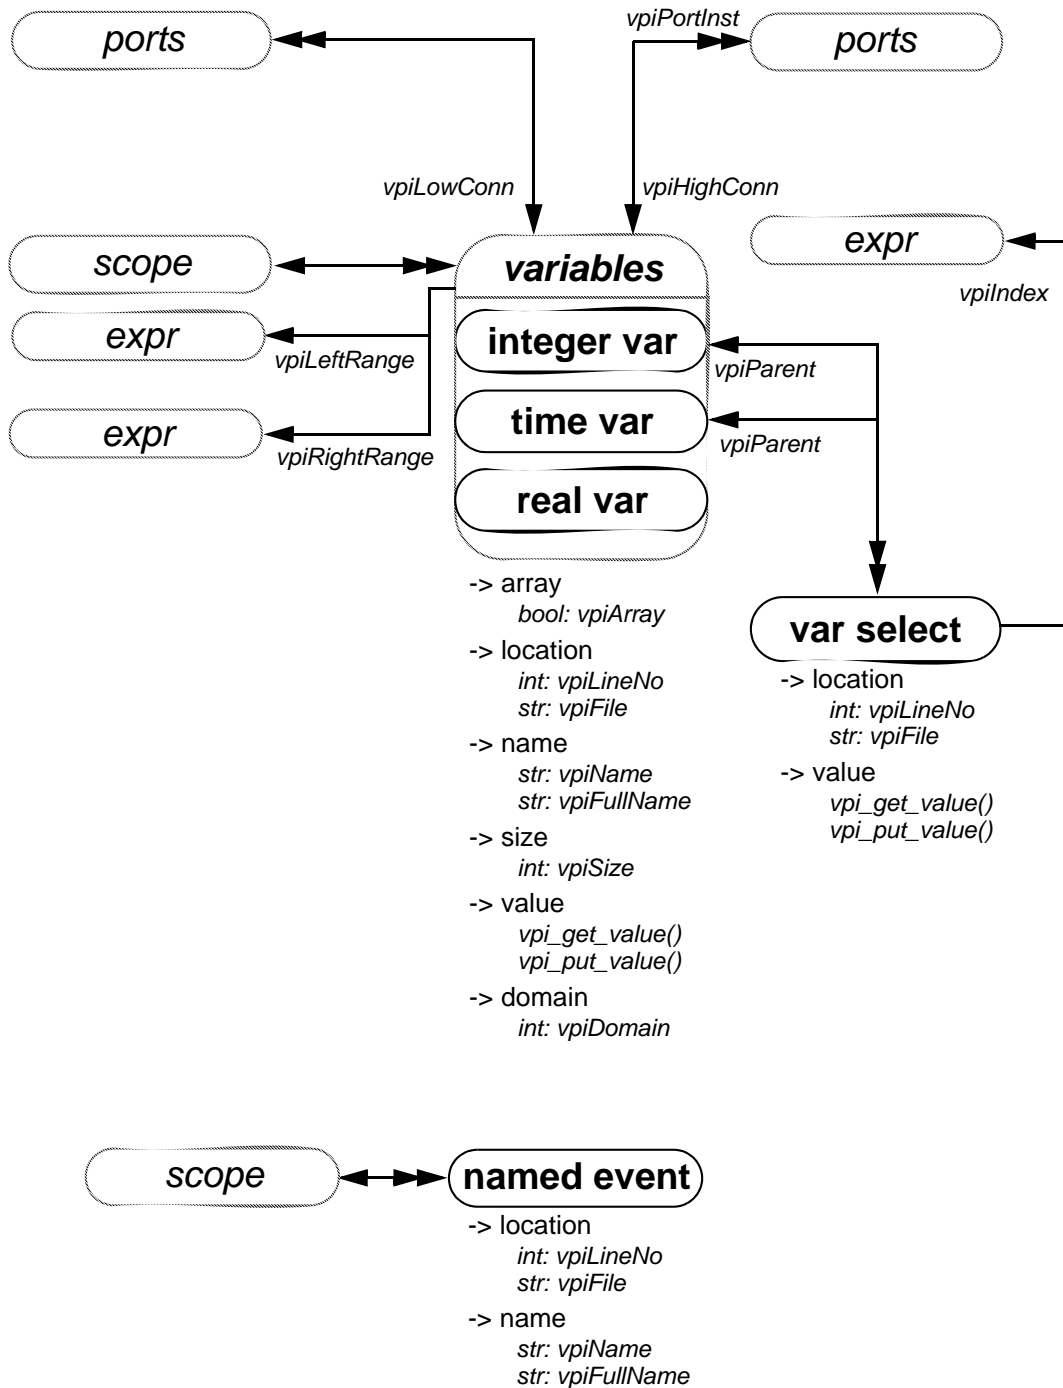 vpiPortInst
ports
ports
vpiLowConn
vpiHighConn
scope
variables
expr
vpiIndex
expr
vpiLeftRange
integer var
vpiParent
expr
vpiRightRange
time var
vpiParent
real var
-> array
bool: vpiArray
-> location
int: vpiLineNo
str: vpiFile
-> name
str: vpiName
str: vpiFullName
-> size
int: vpiSize
-> value
vpi_get_value()
vpi_put_value()
-> domain
int: vpiDomain
var select
-> location
int: vpiLineNo
str: vpiFile
-> value
vpi_get_value()
vpi_put_value()
scope
named event
-> location
int: vpiLineNo
str: vpiFile
-> name
str: vpiName
str: vpiFullName